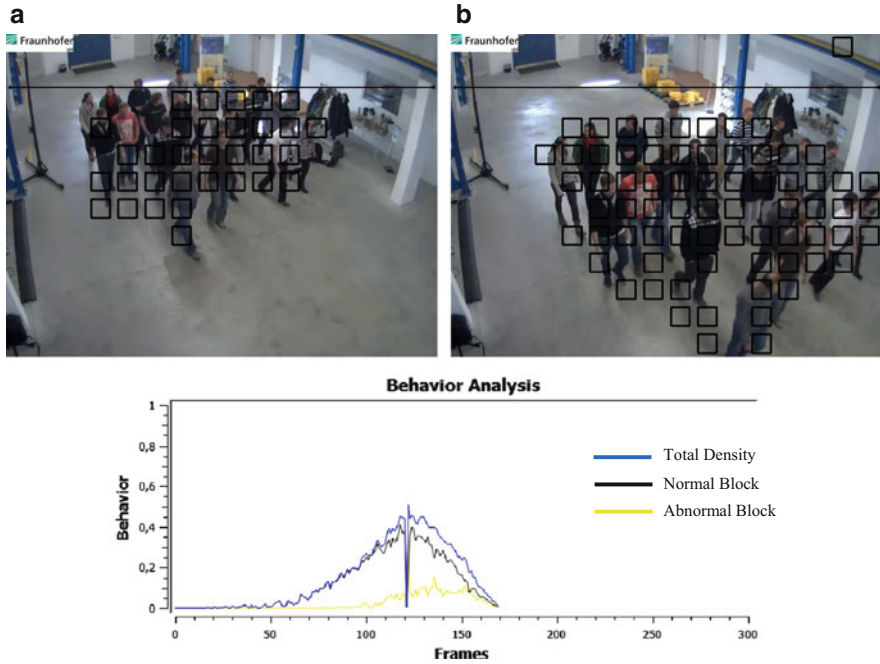 a
b
Fraunhofer
Fraunhofer
Behavior Analysis
1
0,8
0,6
0,4
0,2
0
Behavior
Total Density
Normal Block
Abnormal Block
0 50 100 150 200 250 300
Frames